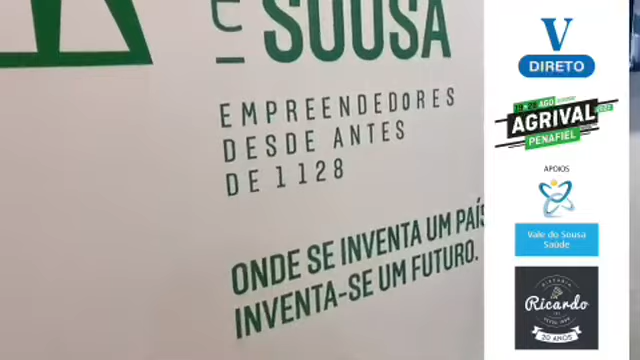 SOUSA
EMPREENDEDORES
DESDE ANTES
DE 1128
ONDE SE INVENTA UM PAÍS
INVENTA-SE UM FUTURO.
V
DIRETO
AGO
AGRIVAL
PENAFIEL
APOIOS
Vale do Sousa
Saúde
Ricardo
20 ANOS